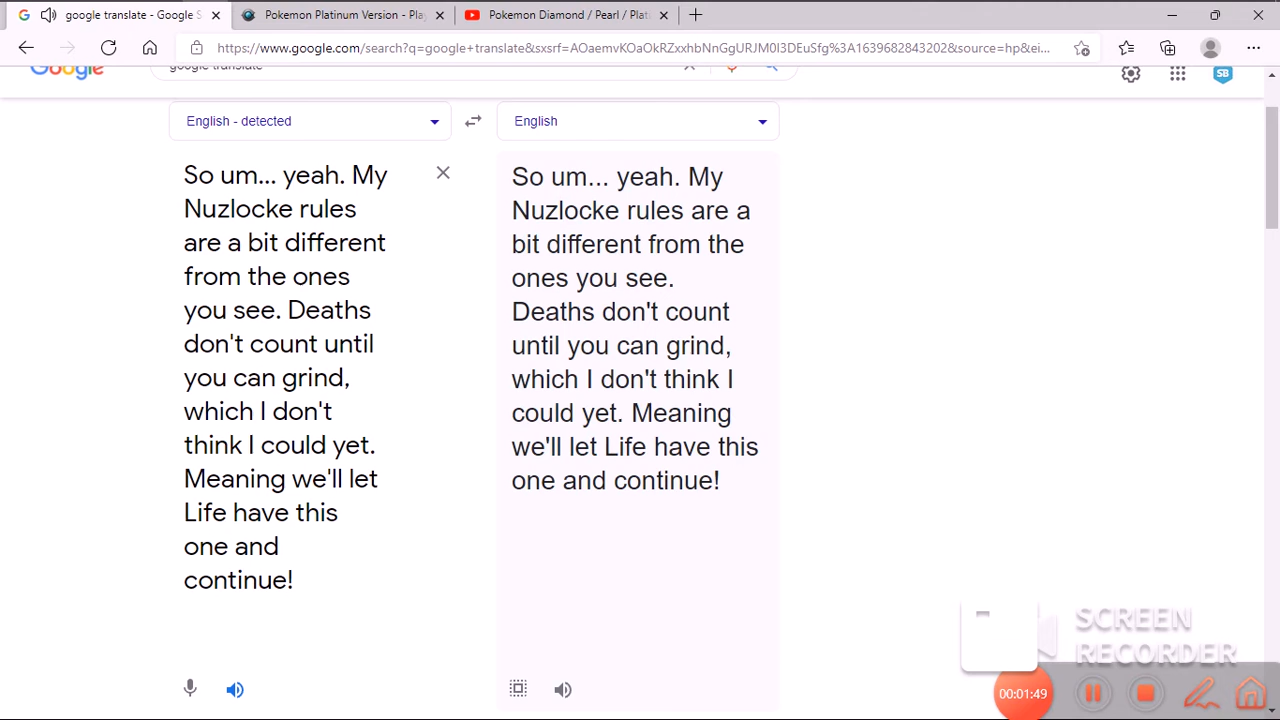 google translate - Google S
Pokemon Platinum Version - Play
Pokemon Diamond / Pearl / Plati
https://www.google.com/search?q=google+translate&sxsrf=AOaemvKOaOkRZxxhbNnGgURJM0I3DEuSfg%3A1639682843202&source=hp&ei...
Google
google translate
SB
English - detected
English
So um... yeah. My
Nuzlocke rules
are a bit different
from the ones
you see. Deaths
don't count until
you can grind,
which I don't
think I could yet.
Meaning we'll let
Life have this
one and
continue!
So um... yeah. My
Nuzlocke rules are a
bit different from the
ones you see.
Deaths don't count
until you can grind,
which I don't think I
could yet. Meaning
we'll let Life have this
one and continue!
SCREEN
RECORDER
00:01:49